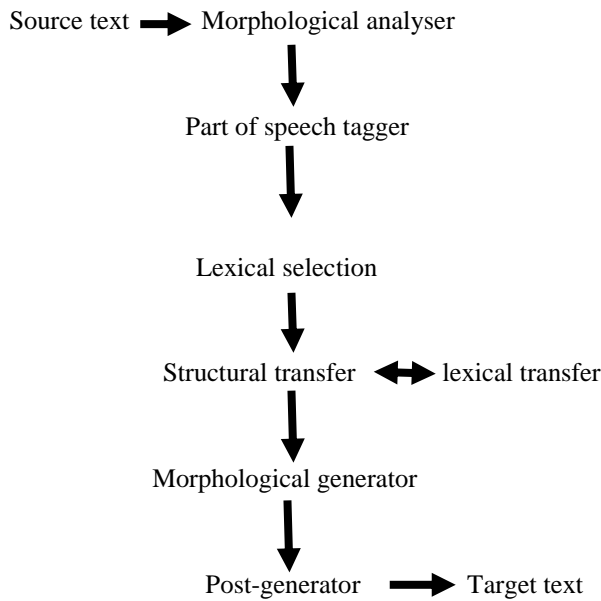 Source text Morphological analyser
Part of speech tagger
Lexical selection
Structural transfer lexical transfer
Morphological generator
Post-generator Target text